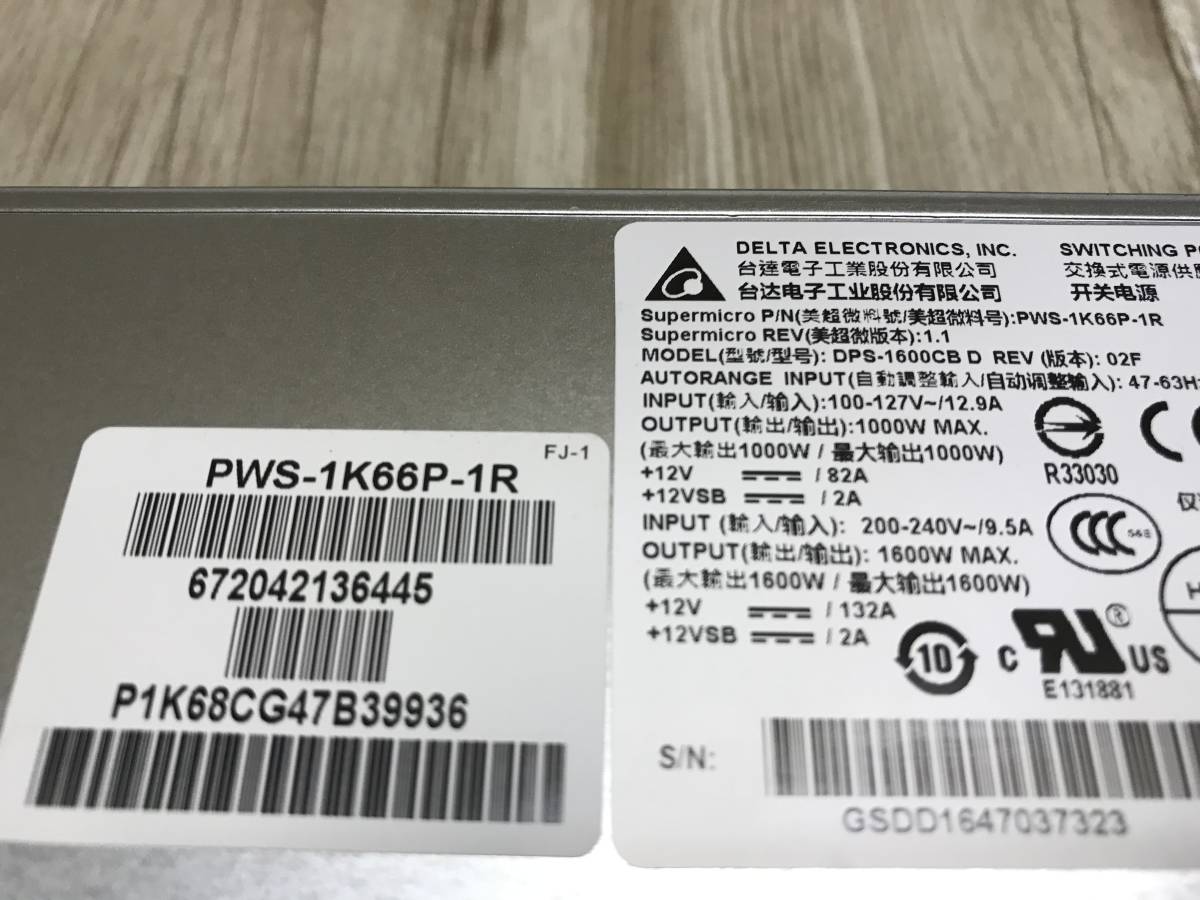 FJ-1
PWS-1K66P-1R
672042136445
P1K68CG47B39936
DELTA ELECTRONICS, INC.
台達電子工業股份有限公司
台达电子工业股份有限公司
SWITCHING PO
交換式電源供應
开关电源
Supermicro P/N(美超微料號/美超微料号):PWS-1K66P-1R
Supermicro REV(美超微版本):1.1
MODEL(型號/型号): DPS-1600CB D REV (版本): 02F
AUTORANGE INPUT(自動調整輸入/自动调整输入): 47-63H
INPUT(輸入/输入):100-127V~/12.9A
OUTPUT(輸出/输出):1000W MAX.
(最大輸出1000W / 最大输出1000W)
+12V / 82A
+12VSB / 2A
INPUT (輸入/输入): 200-240V~/9.5A
OUTPUT(輸出/输出): 1600W MAX.
(最大輸出1600W / 最大输出1600W)
+12V / 132A
+12VSB / 2A
R33030
CCC S&E
仅
10
C RU ® US
E131881
S/N:
GSDD1647037323